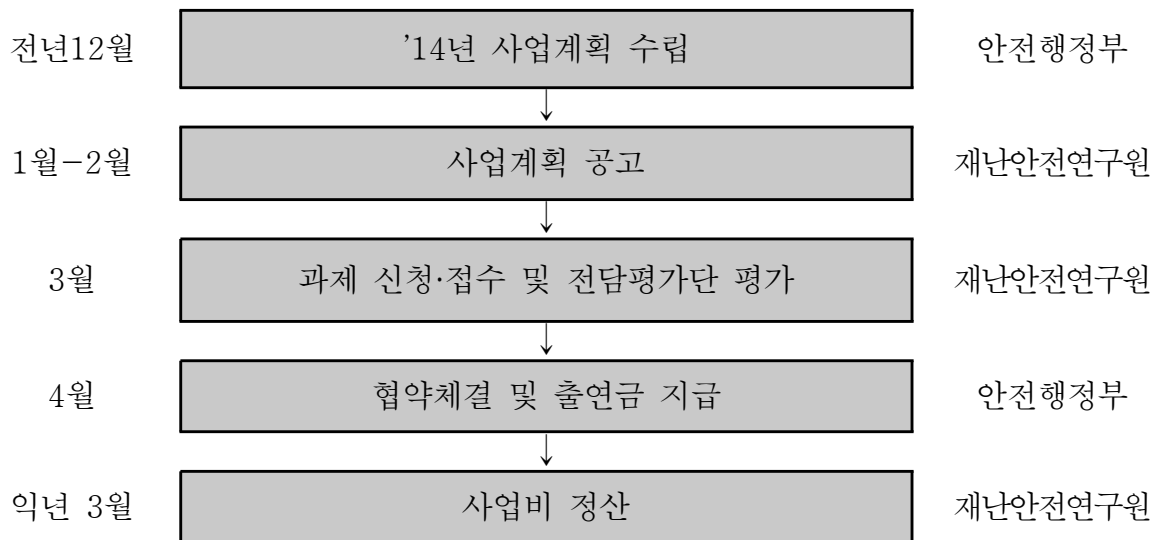 전년12월 '14년 사업계획 수립 안전행정부
↓
1월-2월 사업계획 공고 재난안전연구원
↓
3월 과제 신청·접수 및 전담평가단 평가 재난안전연구원
↓
4월 협약체결 및 출연금 지급 안전행정부
↓
익년 3월 사업비 정산 재난안전연구원